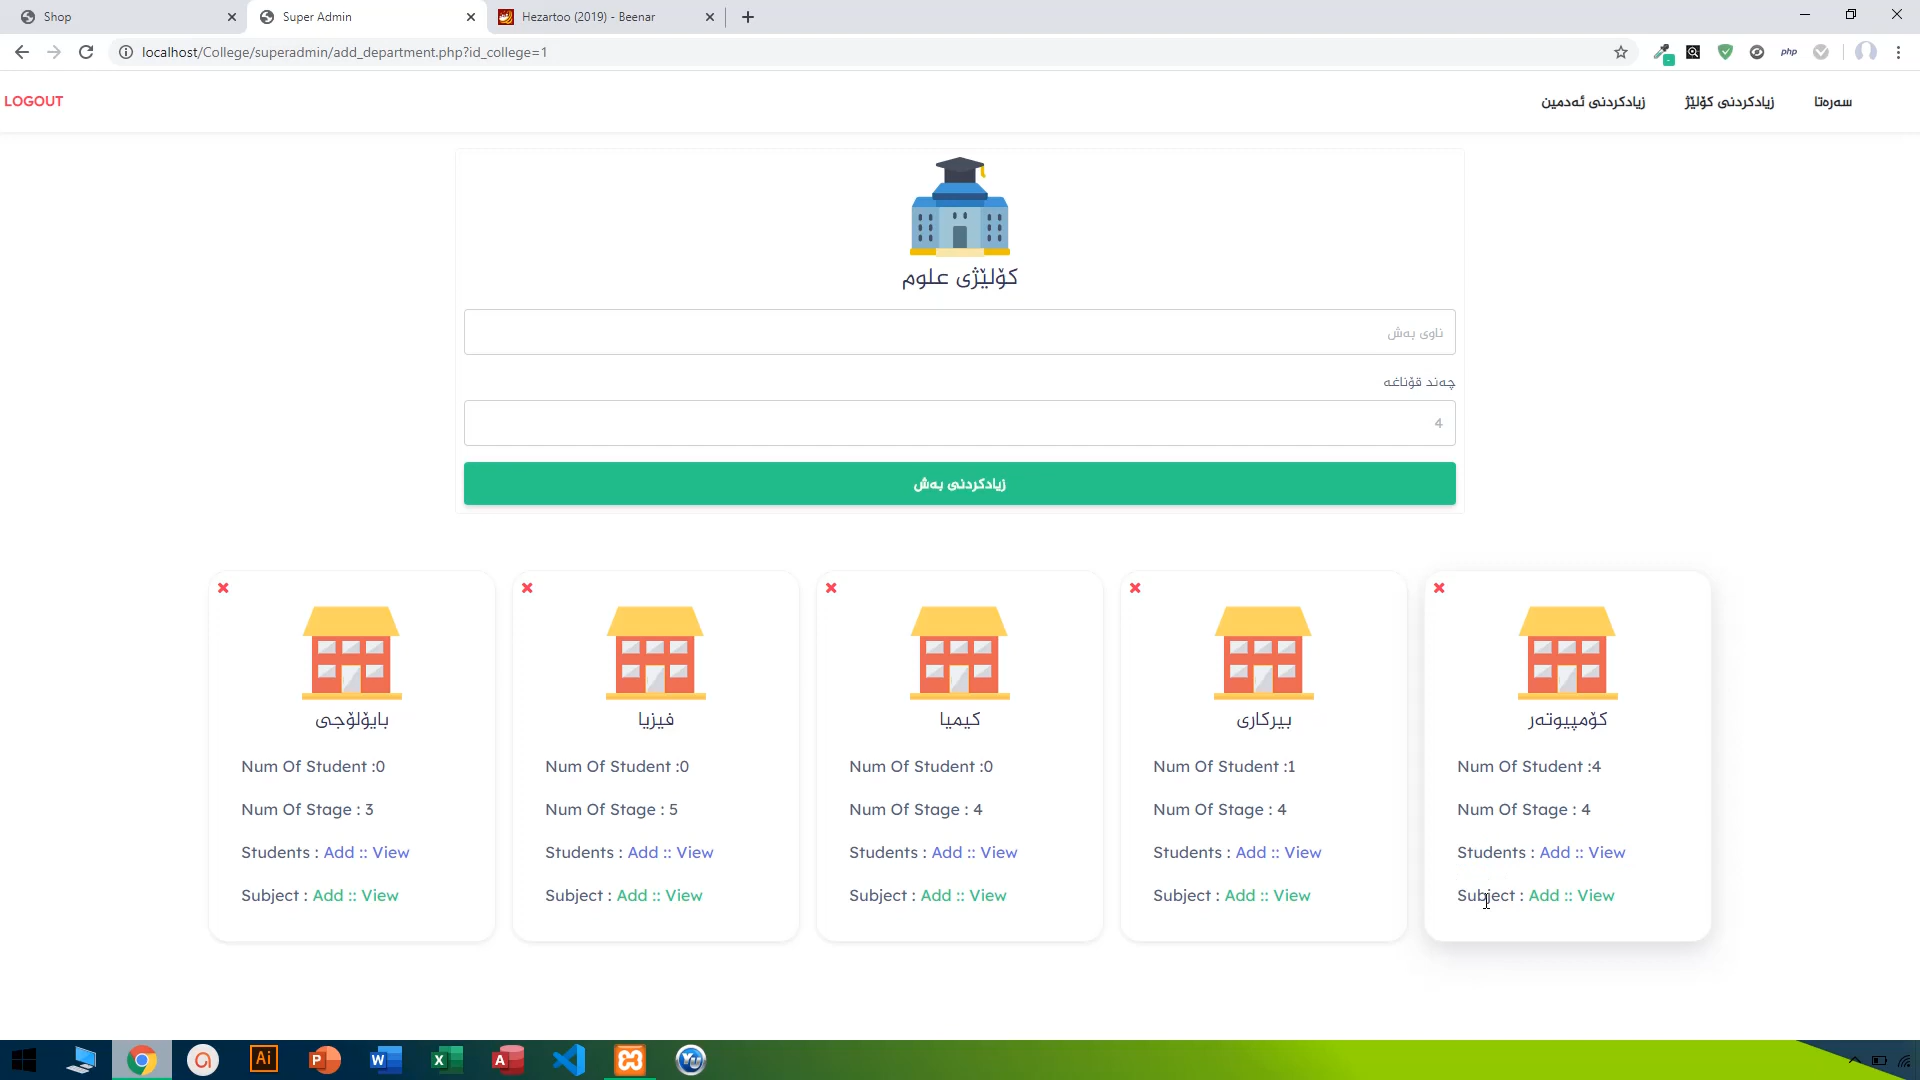 Shop
Super Admin
Hezartoo (2019) - Beenar
localhost/College/superadmin/add_department.php?id_college=1
php
LOGOUT
سەرەتا
زیادکردنی کۆلێژ
زیادکردنی ئەدمین
کۆلێژی علوم
ناوی بەش
چەند قۆناغە
4
زیادکردنی بەش
بایۆلۆجی
Num Of Student :0
Num Of Stage : 3
Students : Add :: View
Subject : Add :: View
فیزیا
Num Of Student :0
Num Of Stage : 5
Students : Add :: View
Subject : Add :: View
کیمیا
Num Of Student :0
Num Of Stage : 4
Students : Add :: View
Subject : Add :: View
بیرکاری
Num Of Student :1
Num Of Stage : 4
Students : Add :: View
Subject : Add :: View
کۆمپیوتەر
Num Of Student :4
Num Of Stage : 4
Students : Add :: View
Subject : Add :: View
Ai